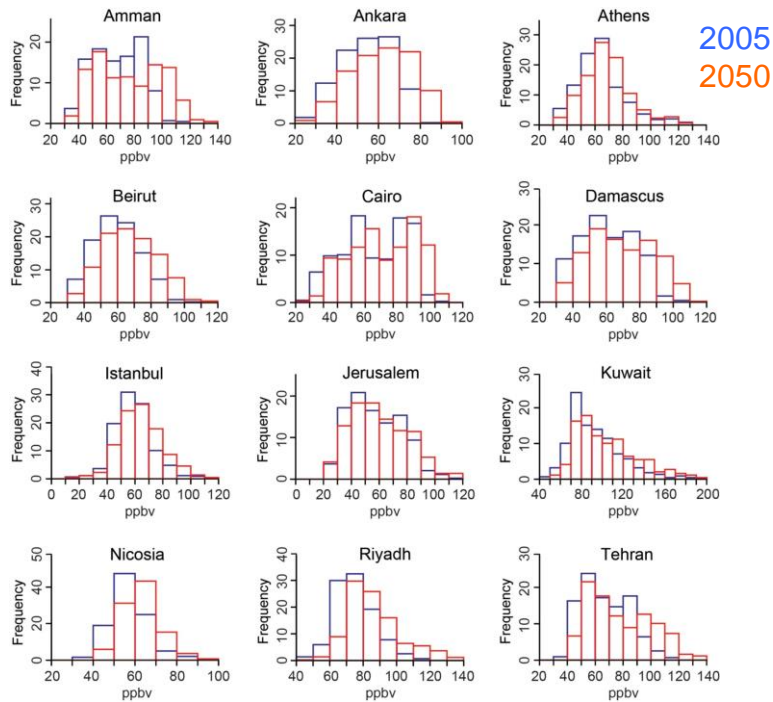 Amman
Frequency
0 10 20
20 40 60 80 100 120 140
ppbv
Ankara
Frequency
0 10 20 30
20 40 60 80 100
ppbv
Athens
Frequency
0 10 20 30
20 40 60 80 100 120 140
ppbv
2005
2050
Beirut
Frequency
0 10 20 30
20 40 60 80 100 120
ppbv
Cairo
Frequency
0 10 20
20 40 60 80 100 120
ppbv
Damascus
Frequency
0 10 20 30
20 40 60 80 100 120
ppbv
Istanbul
Frequency
0 10 20 30 40
0 20 40 60 80 100 120
ppbv
Jerusalem
Frequency
0 10 20
0 20 40 60 80 100 120
ppbv
Kuwait
Frequency
0 10 20 30
40 80 120 160 200
ppbv
Nicosia
Frequency
0 20 40 50
20 40 60 80 100
ppbv
Riyadh
Frequency
0 10 20 30 40
40 60 80 100 120 140
ppbv
Tehran
Frequency
0 10 20 30
20 40 60 80 100 120 140
ppbv